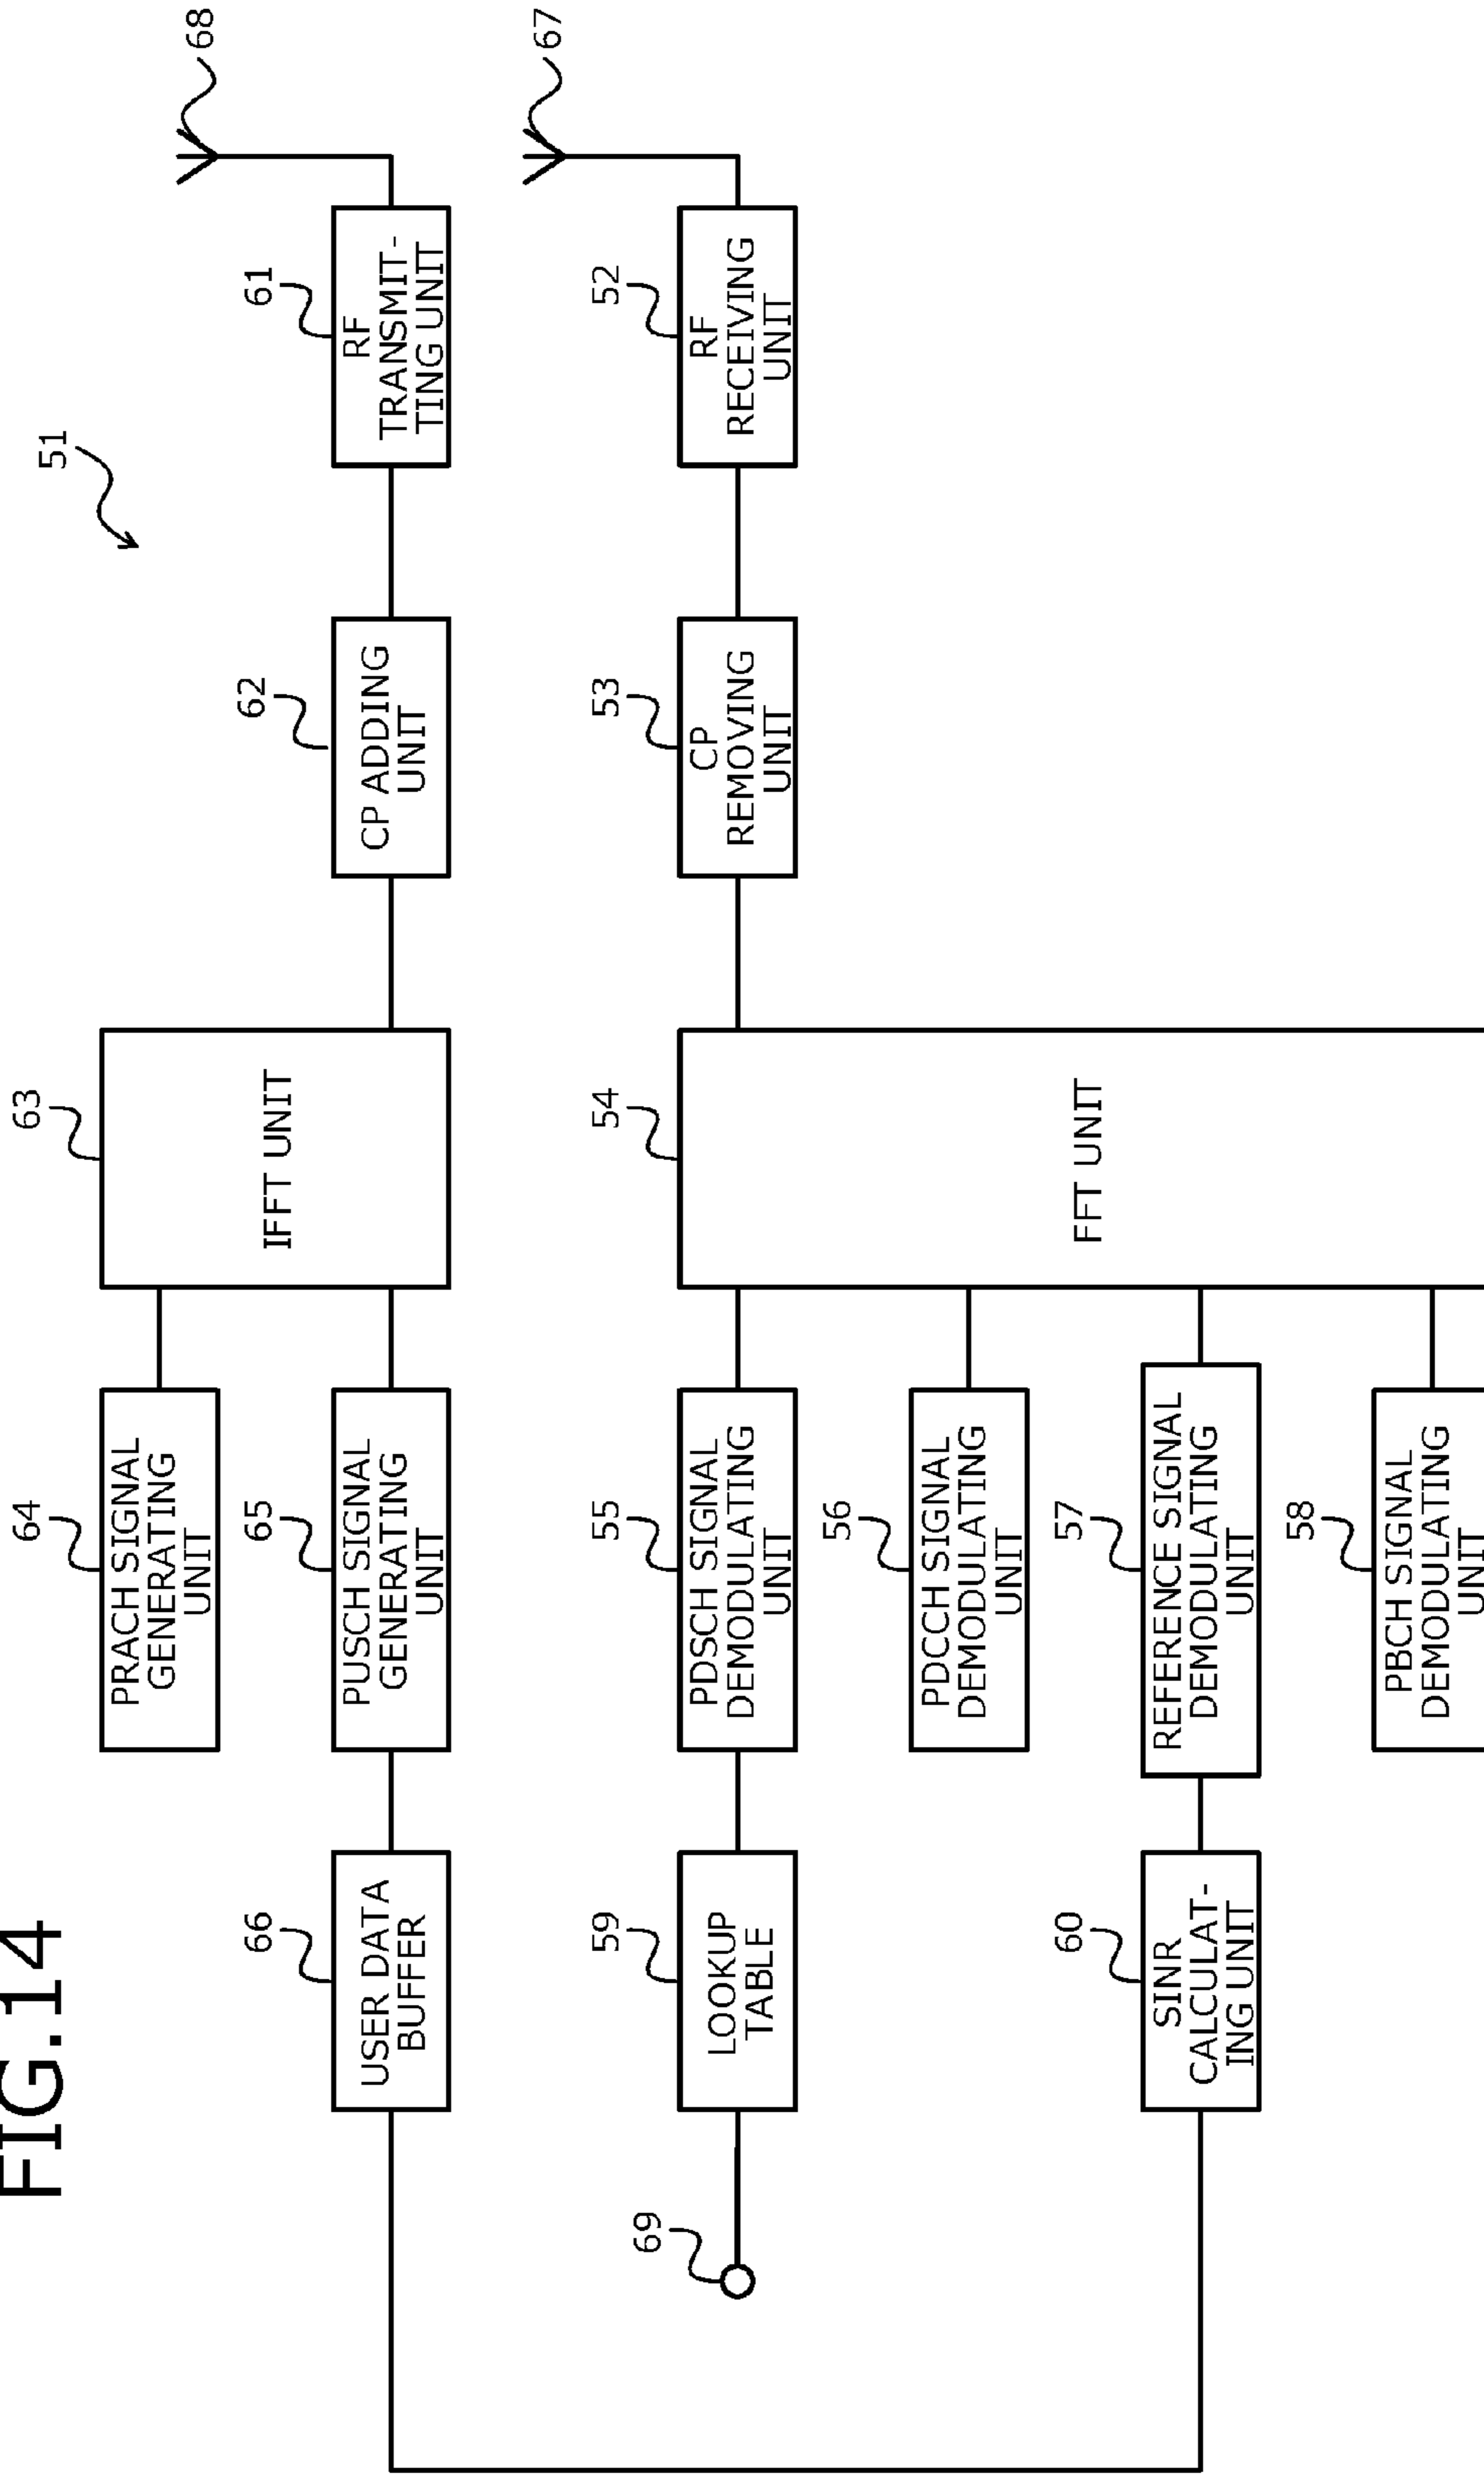 FIG.14
51
66
USER DATA
BUFFER
64
PRACH SIGNAL
GENERATING
UNIT
65
PUSCH SIGNAL
GENERATING
UNIT
63
IFFT UNIT
62
CP ADDING
UNIT
61
RF
TRANSMIT-
TING UNIT
68
69
59
LOOKUP
TABLE
55
PDSCH SIGNAL
DEMODULATING
UNIT
54
FFT UNIT
53
CP
REMOVING
UNIT
52
RF
RECEIVING
UNIT
67
56
PDCCH SIGNAL
DEMODULATING
UNIT
60
SINR
CALCULAT-
ING UNIT
57
REFERENCE SIGNAL
DEMODULATING
UNIT
58
PBCH SIGNAL
DEMODULATING
UNIT